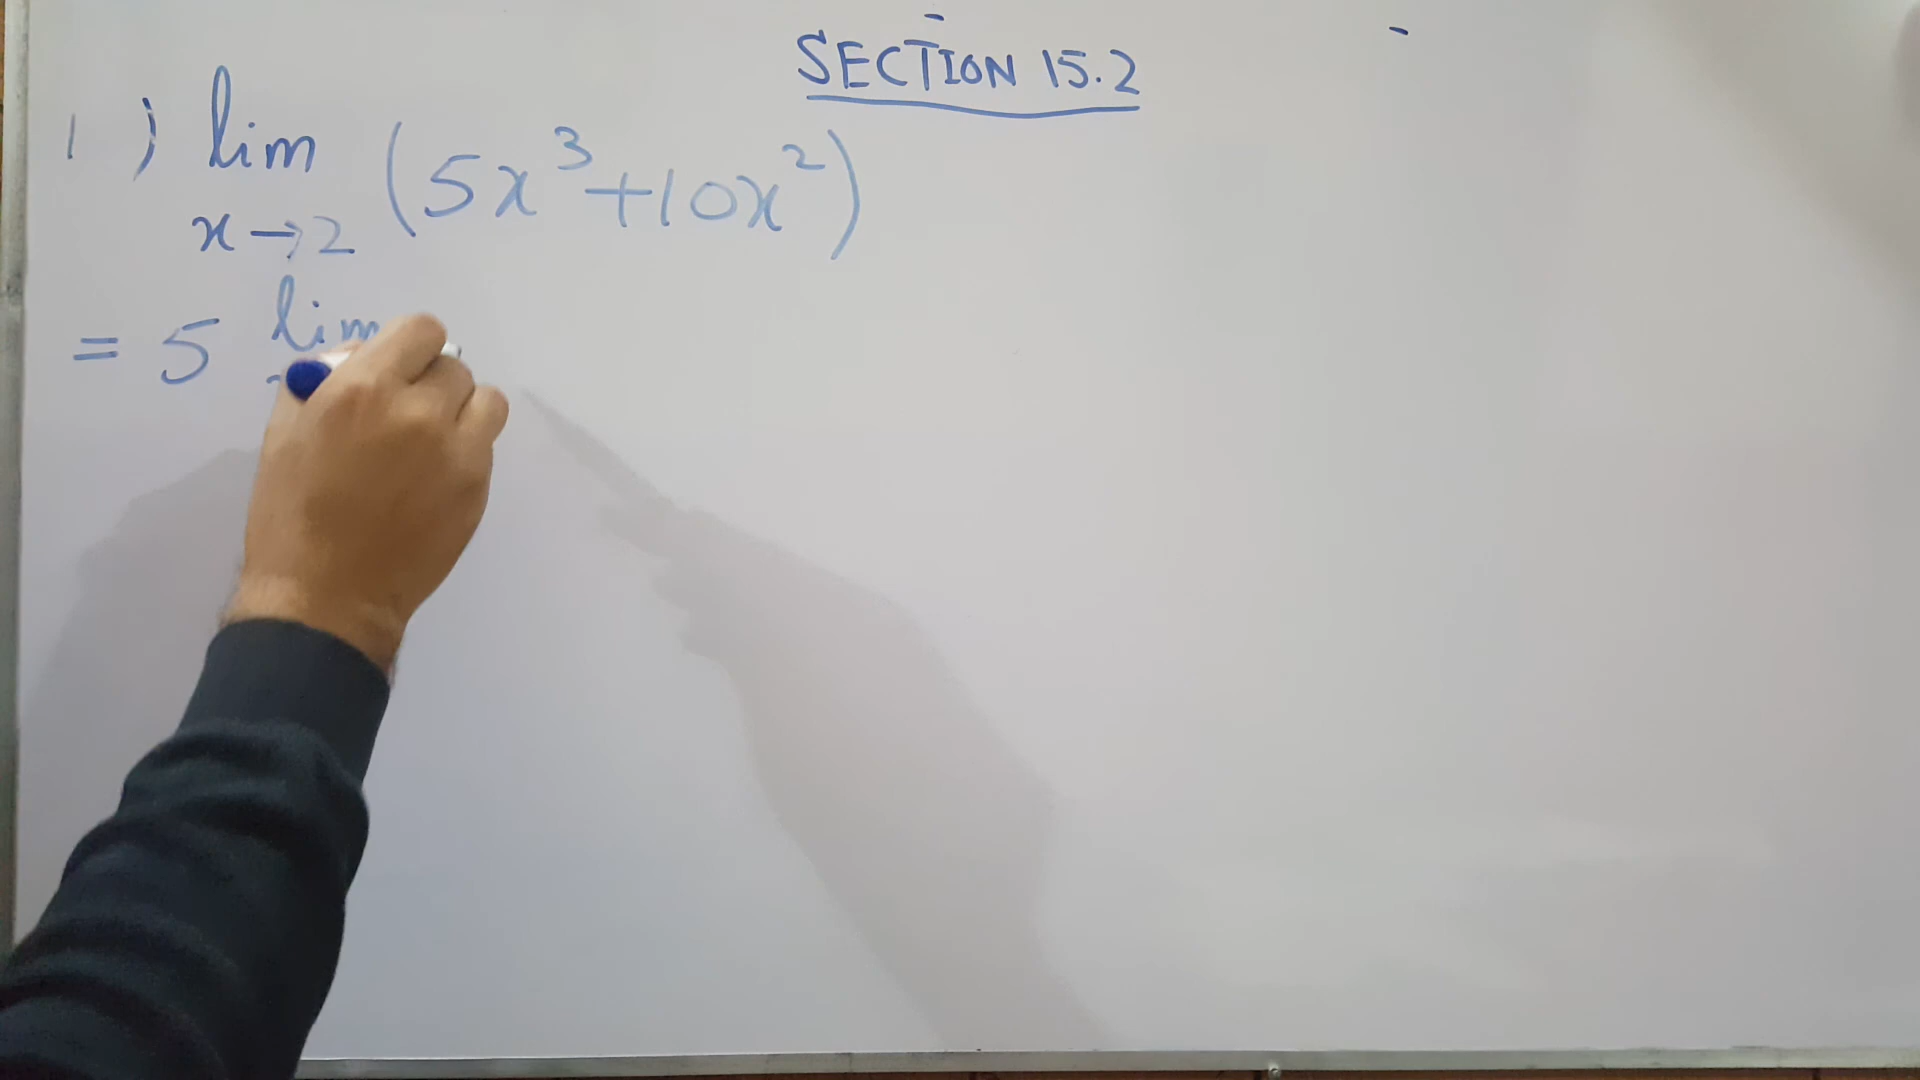 SECTION 15.2
1) lim (5x³+10x²)
x→2
= 5 lim